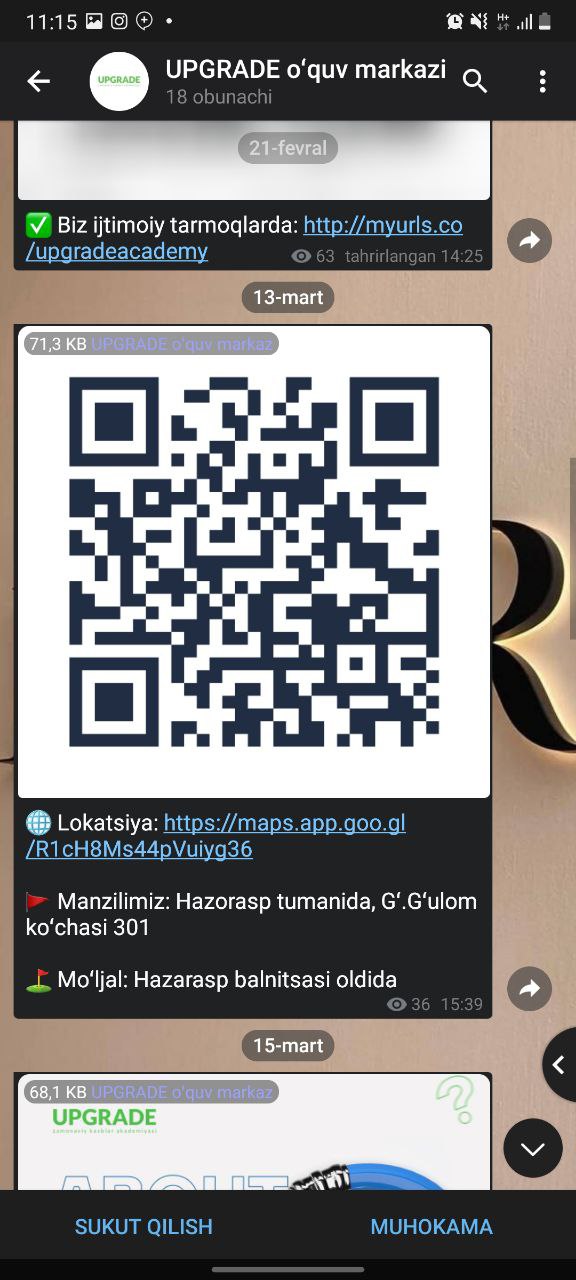 11:15
H+
UPGRADE
UPGRADE oʻquv markazi
18 obunachi
21-fevral
✅ Biz ijtimoiy tarmoqlarda: http://myurls.co
/upgradeacademy
63 tahrirlangan 14:25
13-mart
71,3 KB UPGRADE oʻquv markaz
🌐 Lokatsiya: https://maps.app.goo.gl
/R1cH8Ms44pVuiyg36
🚩 Manzilimiz: Hazorasp tumanida, Gʻ.Gʻulom
koʻchasi 301
⛳ Moʻljal: Hazarasp balnitsasi oldida
36 15:39
15-mart
68,1 KB UPGRADE oʻquv markaz
UPGRADE
zamonaviy kasblar akademiyasi
ABOUT
SUKUT QILISH
MUHOKAMA